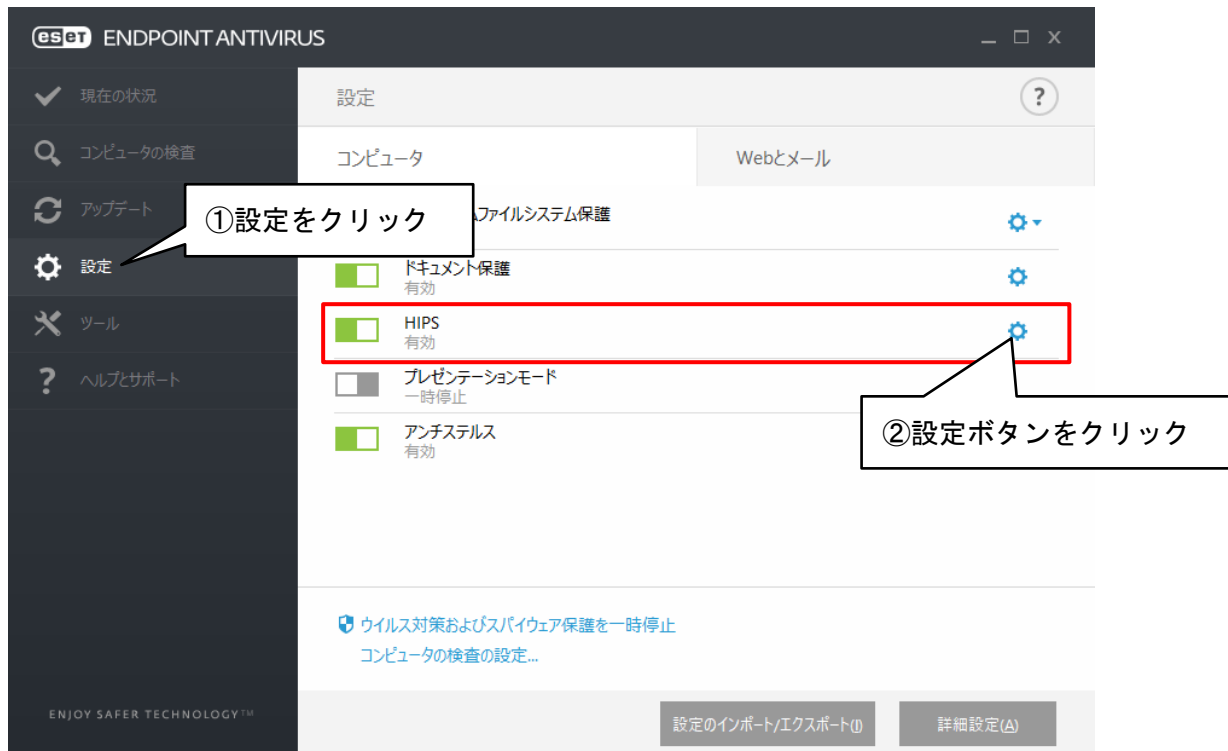 eset ENDPOINT ANTIVIRUS
現在の状況
コンピュータの検査
アップデート
設定
ツール
ヘルプとサポート
ENJOY SAFER TECHNOLOGY™
設定
?
コンピュータ
Webとメール
①設定をクリック
ファイルシステム保護
ドキュメント保護
有効
HIPS
有効
プレゼンテーションモード
一時停止
アンチステルス
有効
②設定ボタンをクリック
ウイルス対策およびスパイウェア保護を一時停止
コンピュータの検査の設定...
設定のインポート/エクスポート(I)
詳細設定(A)